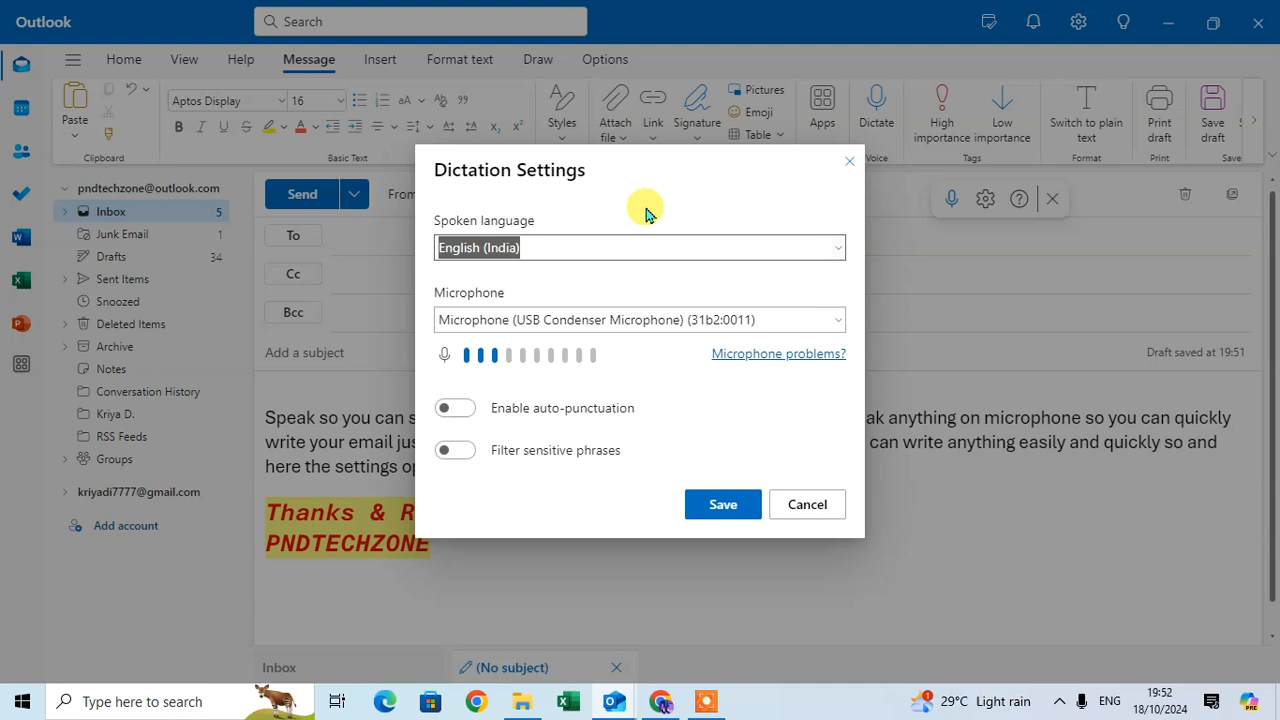 Outlook
Search
Home View Help Message Insert Format text Draw Options
Paste
Clipboard
Aptos Display 16
Basic Text
Styles
Attach file
Link
Signature
Pictures
Emoji
Table
Apps
Dictate
Voice
High importance
Low importance
Tags
Switch to plain text
Format
Print draft
Print
Save draft
Save
pndtechzone@outlook.com
Inbox 5
Junk Email 1
Drafts 34
Sent Items
Snoozed
Deleted Items
Archive
Notes
Conversation History
Kriya D.
RSS Feeds
Groups
kriyadi7777@gmail.com
Add account
Send
To
Cc
Bcc
Add a subject
Draft saved at 19:51
Dictation Settings
Spoken language
English (India)
Microphone
Microphone (USB Condenser Microphone) (31b2:0011)
Microphone problems?
Enable auto-punctuation
Filter sensitive phrases
Save Cancel
Speak so you can anything on microphone so you can quickly
write your email can write anything easily and quickly so and
here the settings
Thanks &
PNDTECHZONE
Inbox (No subject)
Type here to search
29°C Light rain
ENG
19:52
18/10/2024